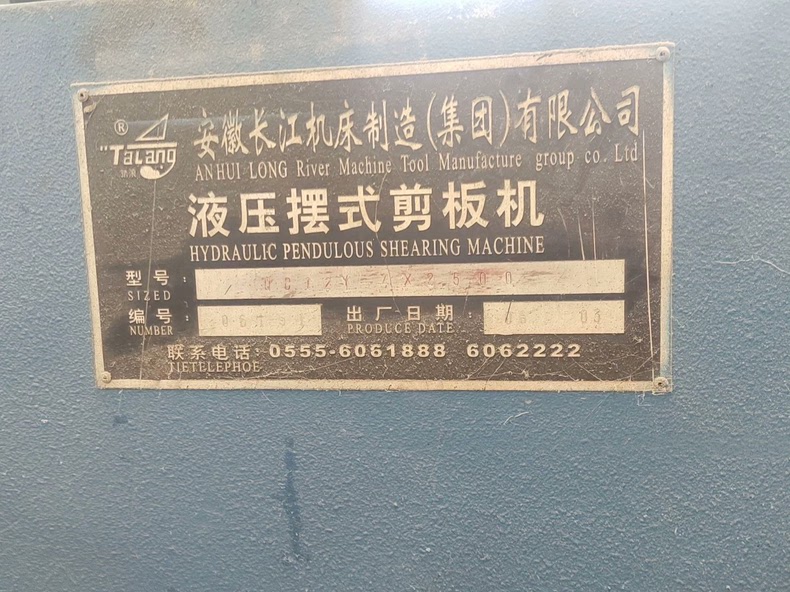 ®
"TaLang
安徽长江机床制造(集团)有限公司
ANHUI LONG River Machine Tool Manufacture group co. Ltd
液压摆式剪板机
HYDRAULIC PENDULOUS SHEARING MACHINE
型号:
SIZED
编号:
NUMBER
出厂日期:
PRODUCE DATE
03
联系电话: 0555-6061888 6062222
TIETELEPHOE